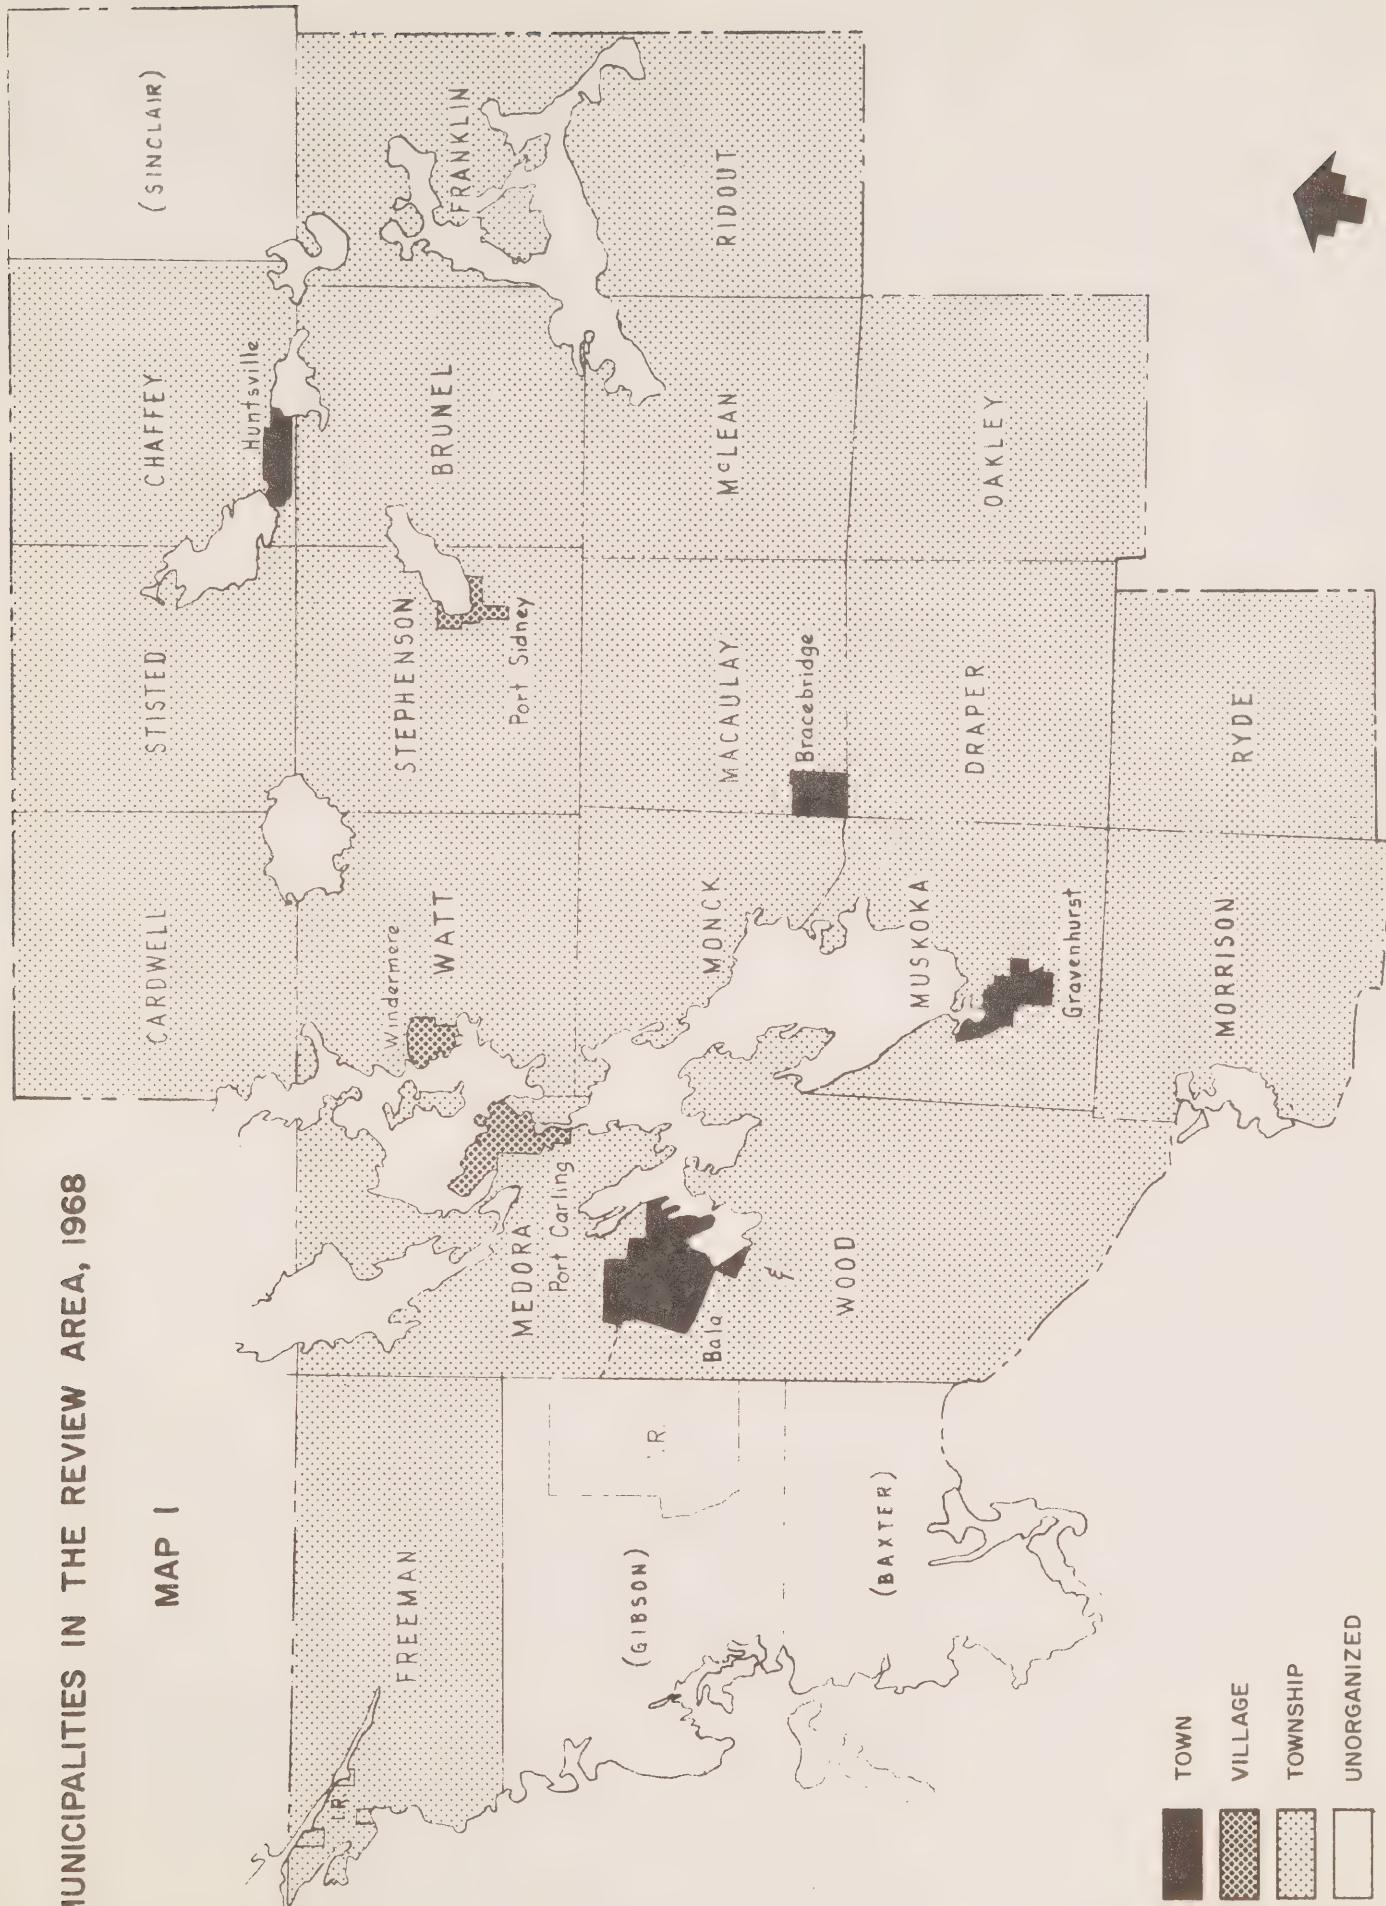 MUNICIPALITIES IN THE REVIEW AREA, 1968
MAP I
(SINCLAIR)
CHAFFEY
Huntsville
STISTED
CARDWELL
FRANKLIN
BRUNEL
STEPHENSON
Port Sidney
WATT
Windermere
RIDOUT
McLEAN
MACAULAY
Bracebridge
MONCK
MEDORA
Port Carling
&
WOOD
Bala
FREEMAN
I.R.
(GIBSON)
I.R.
(BAXTER)
OAKLEY
DRAPER
MUSKOKA
Gravenhurst
RYDE
MORRISON
TOWN
VILLAGE
TOWNSHIP
UNORGANIZED